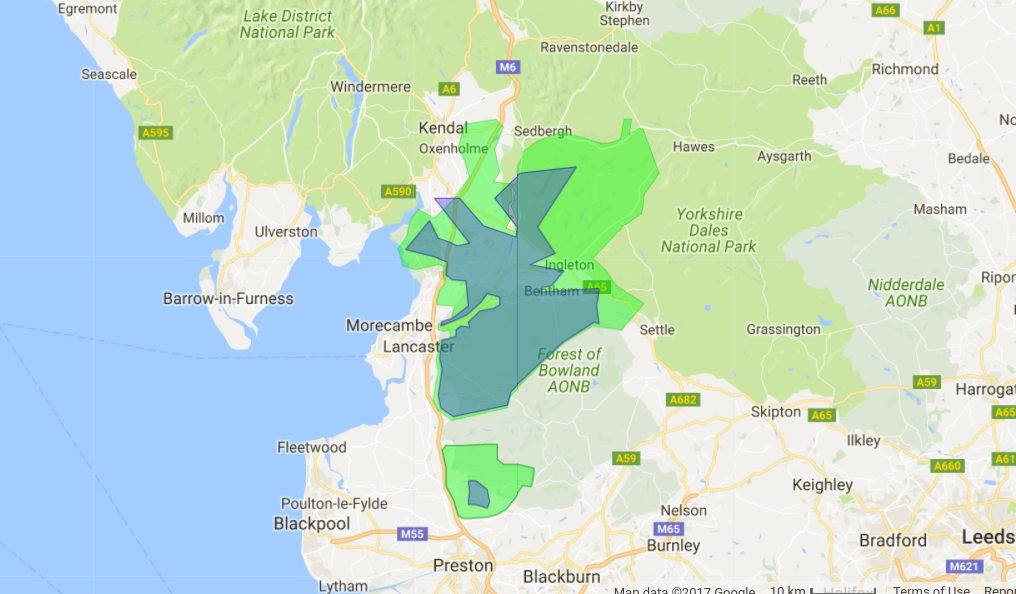 Egremont
Kirkby
Stephen
A66
A1
Lake District
National Park
Ravenstonedale
M6
Richmond
Seascale
Reeth
Windermere
A6
A595
Kendal
Sedbergh
Oxenholme
Hawes
Aysgarth
Bedale
A590
Masham
Millom
Yorkshire
Dales
National Park
Ulverston
Ingleton
Nidderdale
AONB
Ripon
Bentham
A65
Barrow-in-Furness
Morecambe
Settle
Grassington
Lancaster
Forest of
Bowland
AONB
A59
Harrogat
A682
Skipton
A65
A65
Ilkley
Fleetwood
A59
A660
A61
Keighley
Poulton-le-Fylde
Nelson
Blackpool
M55
M65
Burnley
Bradford
Leeds
Preston
M621
Blackburn
Lytham
Map data ©2017 Google
10 km
Halifax
Terms of Use
Repor